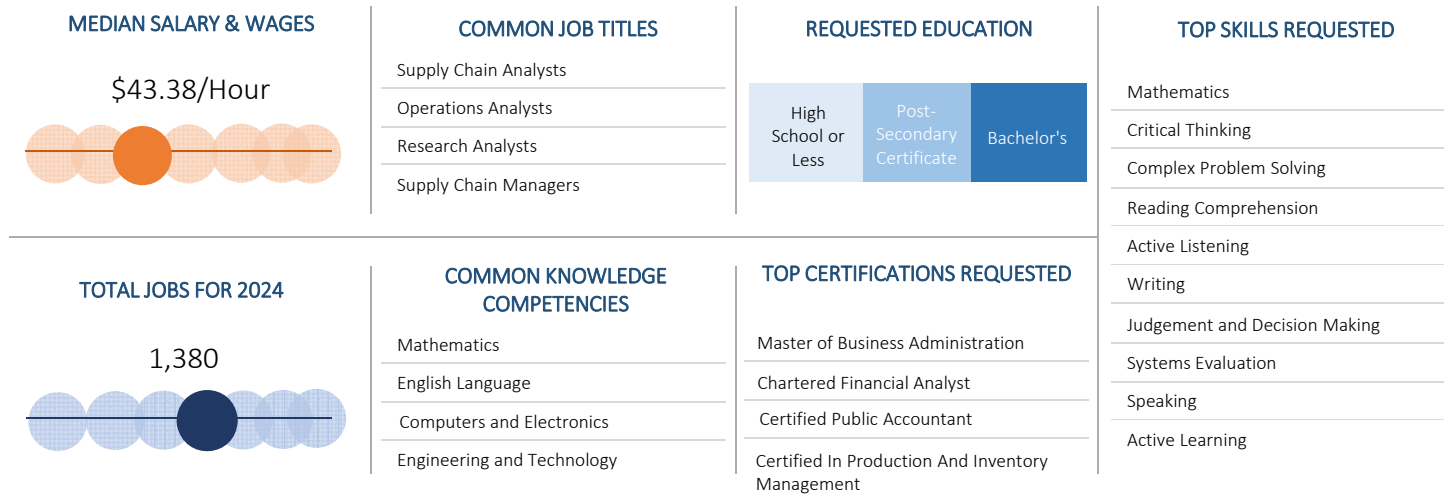 MEDIAN SALARY & WAGES
$43.38/Hour
COMMON JOB TITLES
Supply Chain Analysts
Operations Analysts
Research Analysts
Supply Chain Managers
REQUESTED EDUCATION
High
School or
Less
Post-
Secondary
Certificate
Bachelor's
TOP SKILLS REQUESTED
Mathematics
Critical Thinking
Complex Problem Solving
Reading Comprehension
Active Listening
Writing
Judgement and Decision Making
Systems Evaluation
Speaking
Active Learning
TOTAL JOBS FOR 2024
1,380
COMMON KNOWLEDGE
COMPETENCIES
Mathematics
English Language
Computers and Electronics
Engineering and Technology
TOP CERTIFICATIONS REQUESTED
Master of Business Administration
Chartered Financial Analyst
Certified Public Accountant
Certified In Production And Inventory
Management